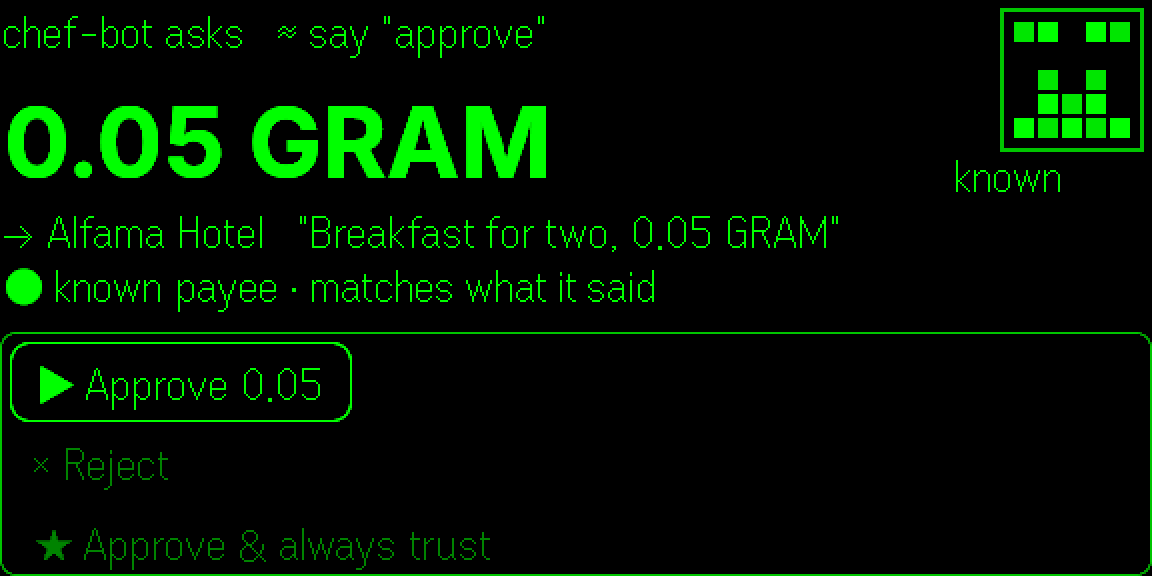 chef-bot asks ≈ say "approve"
0.05 GRAM
known
→ Alfama Hotel "Breakfast for two, 0.05 GRAM"
● known payee · matches what it said
▶ Approve 0.05
× Reject
★ Approve & always trust